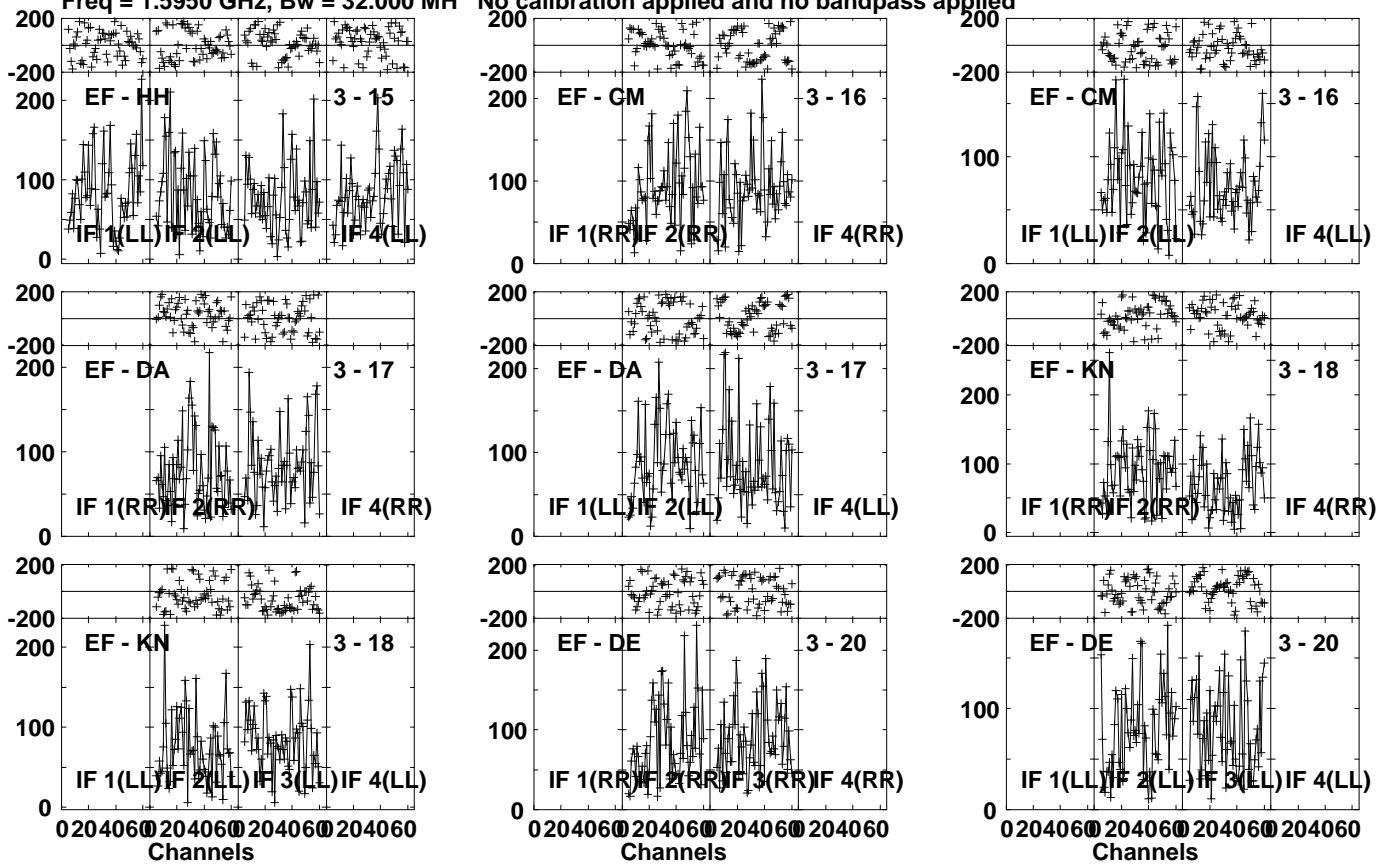 Freq = 1.5950 GHz, Bw = 32.000 MH No calibration applied and no bandpass applied
200 200 200
-200 -200 -200
200 EF - HH 3 - 15 200 EF - CM 3 - 16 EF - CM 3 - 16
100 100 100
IF 1(LL) IF 2(LL) IF 4(LL) IF 1(RR) IF 2(RR) IF 4(RR) IF 1(LL) IF 2(LL) IF 4(LL)
0 0 0
200 200 200
-200 -200 -200
200 EF - DA 3 - 17 200 EF - DA 3 - 17 200 EF - KN 3 - 18
100 100 100
IF 1(RR) IF 2(RR) IF 4(RR) IF 1(LL) IF 2(LL) IF 4(LL) IF 1(RR) IF 2(RR) IF 4(RR)
0 0 0
200 200 200
-200 -200 -200
200 EF - KN 3 - 18 200 EF - DE 3 - 20 EF - DE 3 - 20
100 100 100
IF 1(LL) IF 2(LL) IF 3(LL) IF 4(LL) IF 1(RR) IF 2(RR) IF 3(RR) IF 4(RR) IF 1(LL) IF 2(LL) IF 3(LL) IF 4(LL)
0 0 0
0 20 40 60 0 20 40 60 0 20 40 60 0 20 40 60 0 20 40 60 0 20 40 60 0 20 40 60 0 20 40 60 0 20 40 60 0 20 40 60 0 20 40 60 0 20 40 60
Channels Channels Channels